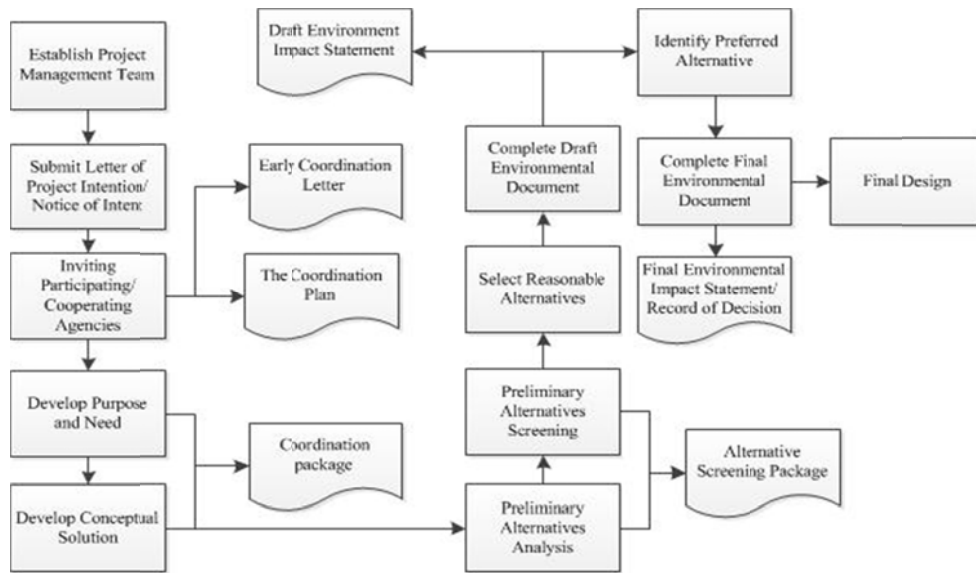 Establish Project
Management Team
Submit Letter of
Project Intention/
Notice of Intent
Inviting
Participating/
Cooperating
Agencies
Develop Purpose
and Need
Develop Conceptual
Solution
Early Coordination
Letter
The Coordination
Plan
Coordination
package
Draft Environment
Impact Statement
Complete Draft
Environmental
Document
Select Reasonable
Alternatives
Preliminary
Alternatives
Screening
Preliminary
Alternatives
Analysis
Identify Preferred
Alternative
Complete Final
Environmental
Document
Final Environmental
Impact Statement/
Record of Decision
Alternative
Screening Package
Final Design